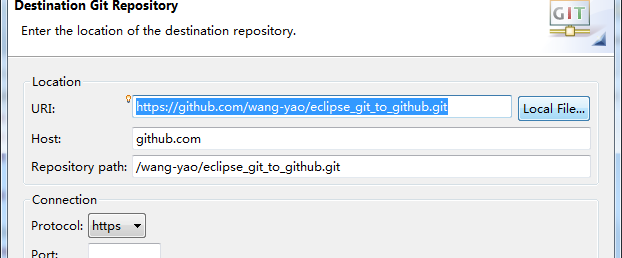 Destination Git Repository
Enter the location of the destination repository.
GIT
Location
URI: https://github.com/wang-yao/eclipse_git_to_github.git Local File...
Host: github.com
Repository path: /wang-yao/eclipse_git_to_github.git
Connection
Protocol: https
Port: